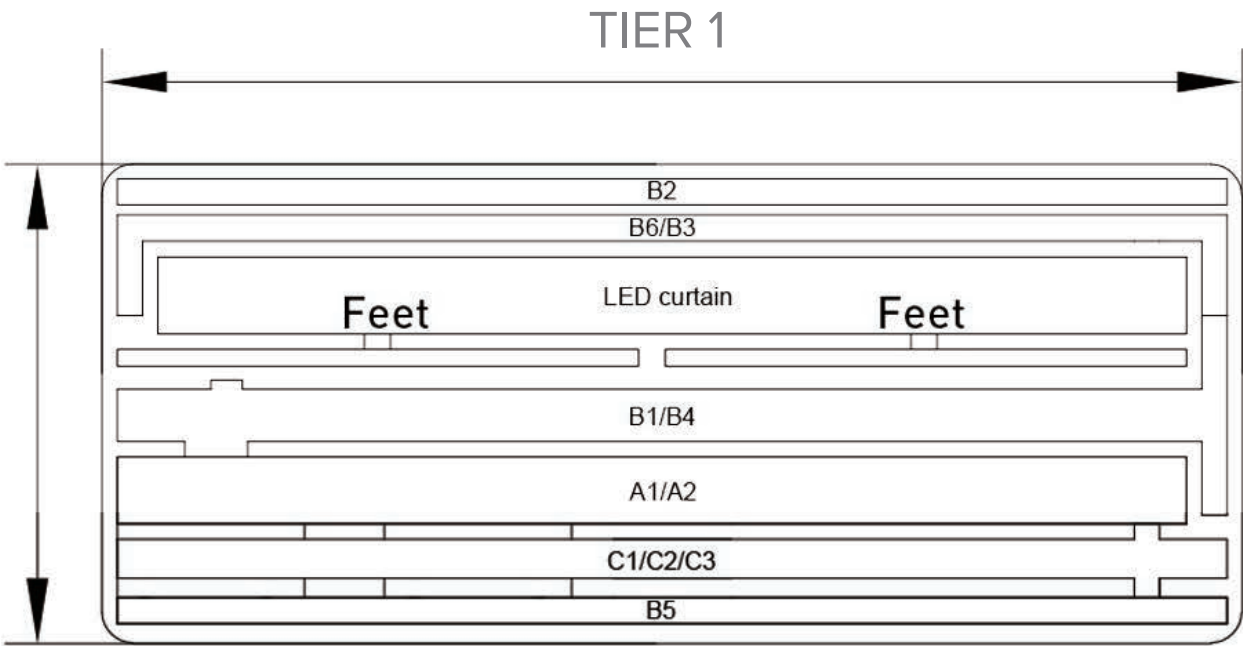 TIER 1
B2
B6/B3
LED curtain
Feet Feet
B1/B4
A1/A2
C1/C2/C3
B5